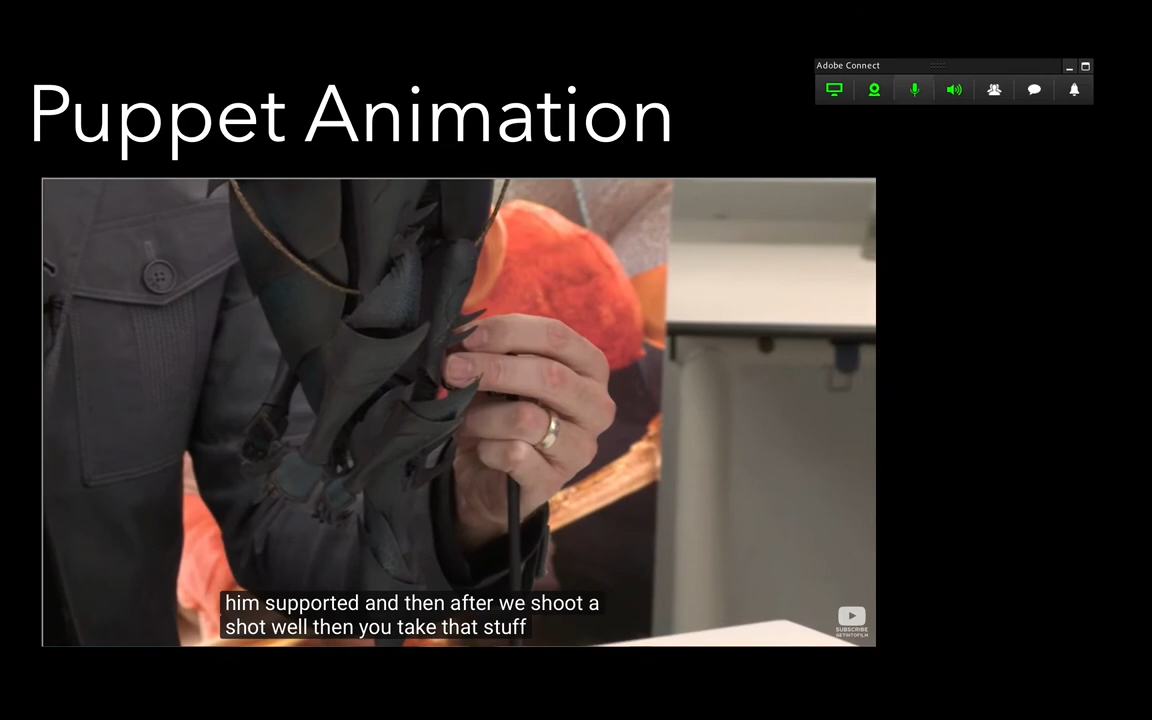 Adobe Connect
Puppet Animation
him supported and then after we shoot a
shot well then you take that stuff
SUBSCRIBE
GETINTOFILM